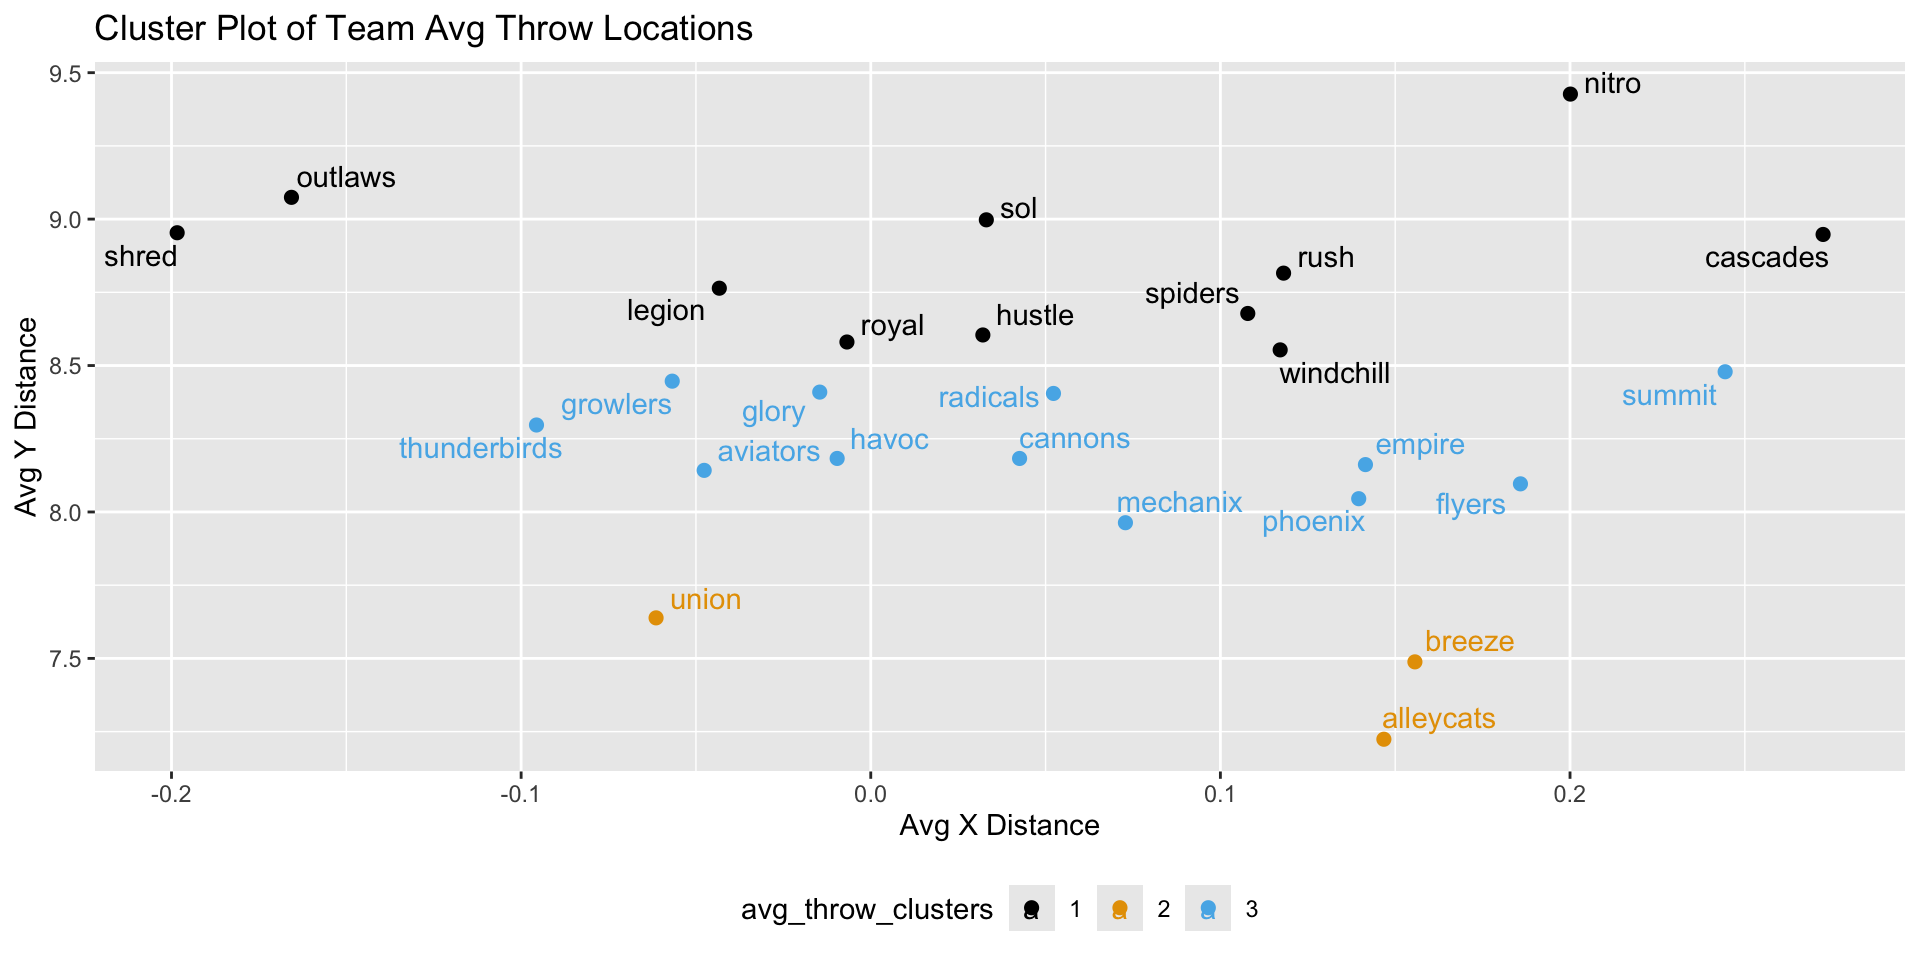 Cluster Plot of Team Avg Throw Locations
9.5
nitro
outlaws
sol
9.0
shred
rush
cascades
spiders
legion
hustle
royal
8.5
windchill
growlers
radicals
summit
glory
thunderbirds
havoc
cannons
empire
aviators
mechanix
flyers
8.0
phoenix
union
breeze
7.5
alleycats
Avg Y Distance
-0.2
-0.1
0.0
0.1
0.2
Avg X Distance
avg_throw_clusters a 1 a 2 a 3